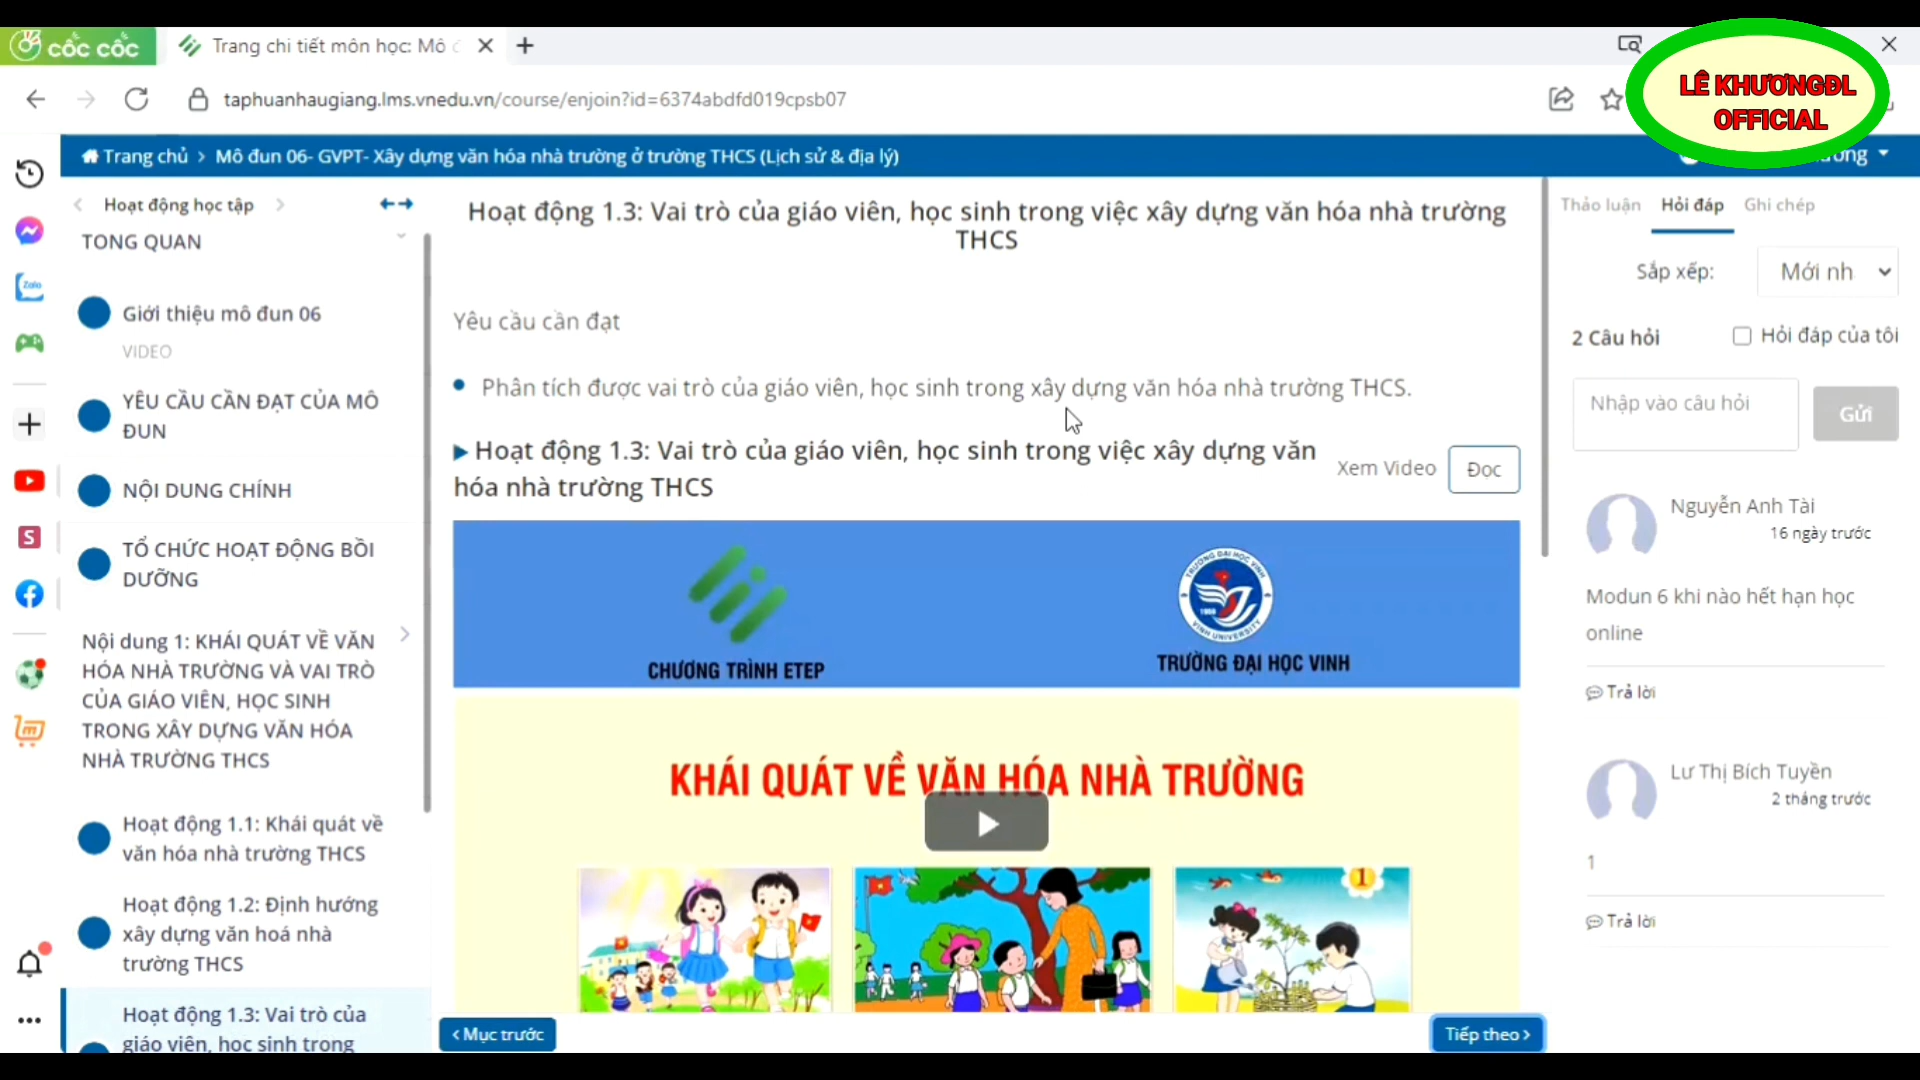 cốc cốc
Trang chi tiết môn học: Mô
LÊ KHƯƠNGĐL
OFFICIAL
taphuanhaugiang.lms.vnedu.vn/course/enjoin?id=6374abdfd019cpsb07
Trang chủ › Mô đun 06- GVPT- Xây dựng văn hóa nhà trường ở trường THCS (Lịch sử & địa lý)
Hoạt động học tập
TONG QUAN
Giới thiệu mô đun 06
VIDEO
YÊU CẦU CẦN ĐẠT CỦA MÔ
ĐUN
NỘI DUNG CHÍNH
TỔ CHỨC HOẠT ĐỘNG BỒI
DƯỠNG
Nội dung 1: KHÁI QUÁT VỀ VĂN
HÓA NHÀ TRƯỜNG VÀ VAI TRÒ
CỦA GIÁO VIÊN, HỌC SINH
TRONG XÂY DỰNG VĂN HÓA
NHÀ TRƯỜNG THCS
Hoạt động 1.1: Khái quát về
văn hóa nhà trường THCS
Hoạt động 1.2: Định hướng
xây dựng văn hoá nhà
trường THCS
Hoạt động 1.3: Vai trò của
giáo viên, học sinh trong
Hoạt động 1.3: Vai trò của giáo viên, học sinh trong việc xây dựng văn hóa nhà trường
THCS
Yêu cầu cần đạt
Phân tích được vai trò của giáo viên, học sinh trong xây dựng văn hóa nhà trường THCS.
Hoạt động 1.3: Vai trò của giáo viên, học sinh trong việc xây dựng văn
hóa nhà trường THCS
Xem Video
Đọc
CHƯƠNG TRÌNH ETEP
TRƯỜNG ĐẠI HỌC VINH
VINH UNIVERSITY
1959
TRƯỜNG ĐẠI HỌC VINH
KHÁI QUÁT VỀ VĂN HÓA NHÀ TRƯỜNG
1
‹ Mục trước
Tiếp theo ›
Thảo luận
Hỏi đáp
Ghi chép
Sắp xếp:
Mới nh
2 Câu hỏi
Hỏi đáp của tôi
Nhập vào câu hỏi
Gửi
Nguyễn Anh Tài
16 ngày trước
Modun 6 khi nào hết hạn học
online
Trả lời
Lư Thị Bích Tuyền
2 tháng trước
1
Trả lời
Zalo
S